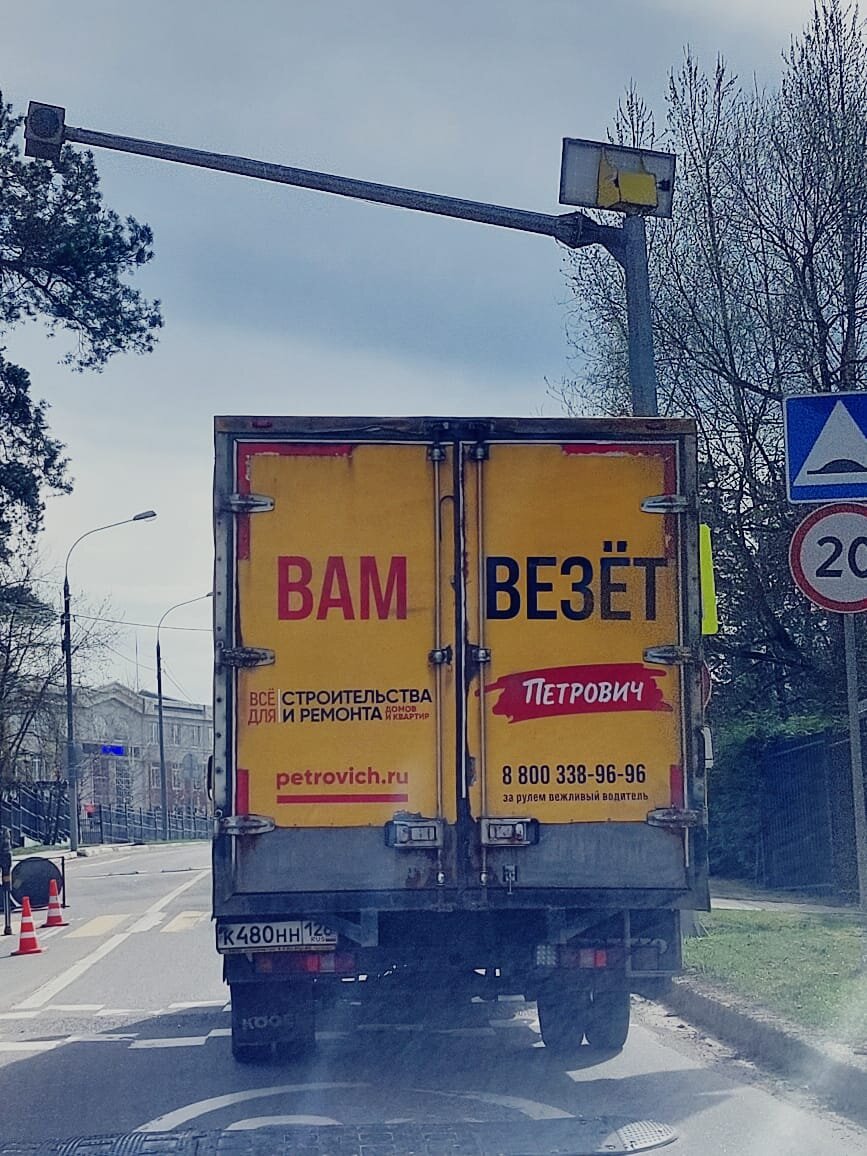 ВАМ ВЕЗЁТ
ВСЁ ДЛЯ
СТРОИТЕЛЬСТВА
И РЕМОНТА
ДОМОВ
И КВАРТИР
ПЕТРОВИЧ
petrovich.ru
8 800 338-96-96
за рулем вежливый водитель
К480НН
RUS
20